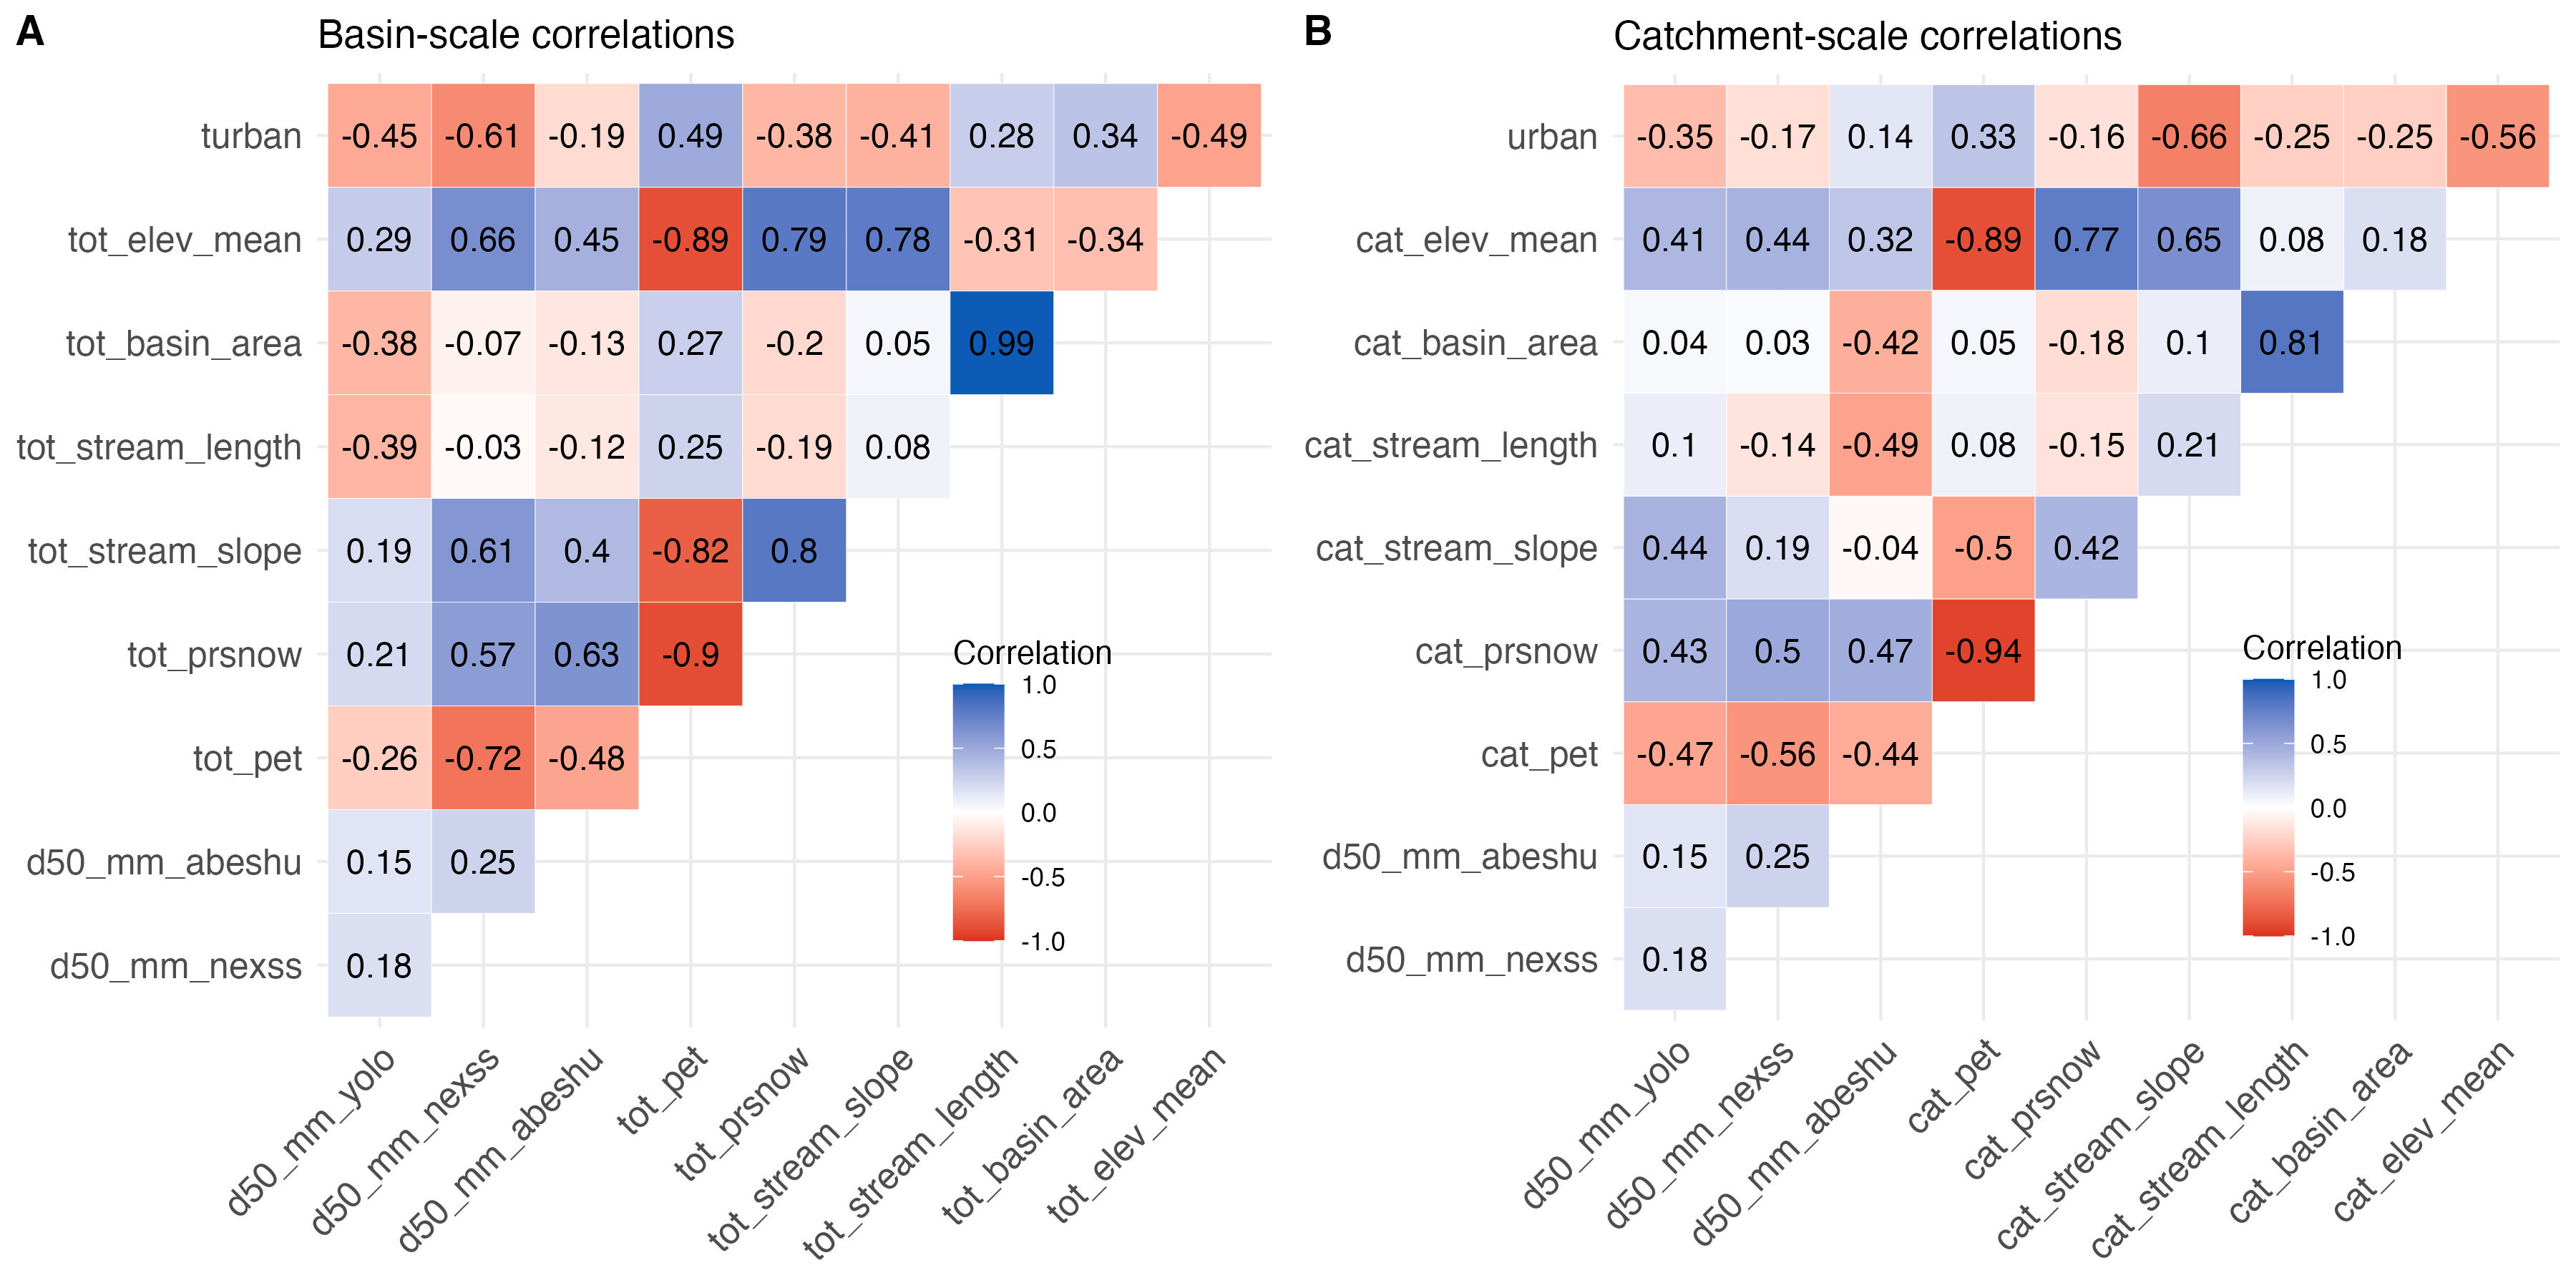 A
Basin-scale correlations
turban -0.45 -0.61 -0.19 0.49 -0.38 -0.41 0.28 0.34 -0.49
tot_elev_mean 0.29 0.66 0.45 -0.89 0.79 0.78 -0.31 -0.34
tot_basin_area -0.38 -0.07 -0.13 0.27 -0.2 0.05 0.99
tot_stream_length -0.39 -0.03 -0.12 0.25 -0.19 0.08
tot_stream_slope 0.19 0.61 0.4 -0.82 0.8
tot_prsnow 0.21 0.57 0.63 -0.9
tot_pet -0.26 -0.72 -0.48
d50_mm_abeshu 0.15 0.25
d50_mm_nexss 0.18
Correlation
1.0
0.5
0.0
-0.5
-1.0
d50_mm_yolo
d50_mm_nexss
d50_mm_abeshu
tot_pet
tot_prsnow
tot_stream_slope
tot_stream_length
tot_basin_area
tot_elev_mean
B
Catchment-scale correlations
urban -0.35 -0.17 0.14 0.33 -0.16 -0.66 -0.25 -0.25 -0.56
cat_elev_mean 0.41 0.44 0.32 -0.89 0.77 0.65 0.08 0.18
cat_basin_area 0.04 0.03 -0.42 0.05 -0.18 0.1 0.81
cat_stream_length 0.1 -0.14 -0.49 0.08 -0.15 0.21
cat_stream_slope 0.44 0.19 -0.04 -0.5 0.42
cat_prsnow 0.43 0.5 0.47 -0.94
cat_pet -0.47 -0.56 -0.44
d50_mm_abeshu 0.15 0.25
d50_mm_nexss 0.18
Correlation
1.0
0.5
0.0
-0.5
-1.0
d50_mm_yolo
d50_mm_nexss
d50_mm_abeshu
cat_pet
cat_prsnow
cat_stream_slope
cat_stream_length
cat_basin_area
cat_elev_mean